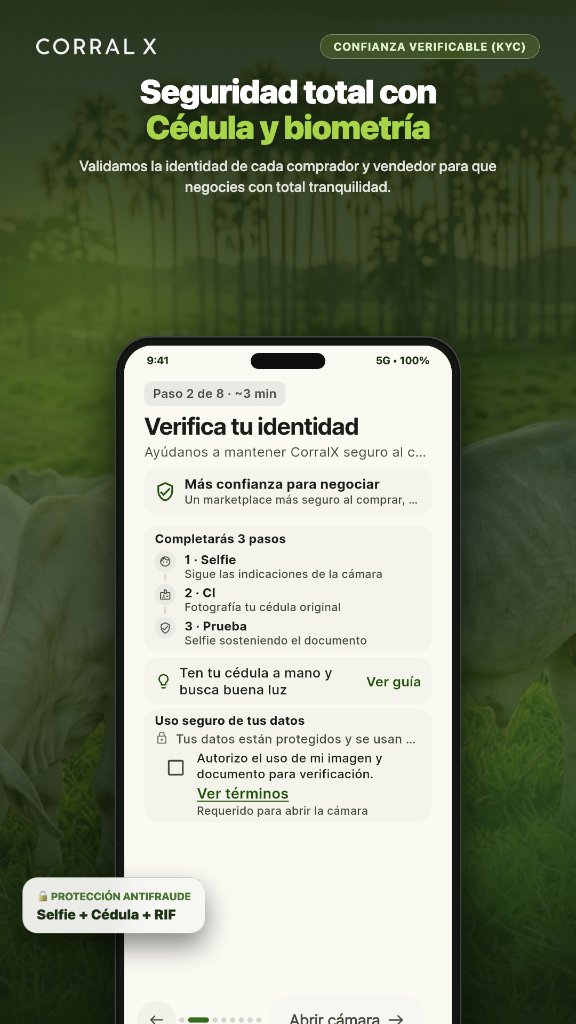 CORRAL X
CONFIANZA VERIFICABLE (KYC)
Seguridad total con
Cédula y biometría
Validamos la identidad de cada comprador y vendedor para que
negocies con total tranquilidad.
9:41
5G • 100%
Paso 2 de 8 · ~3 min
Verifica tu identidad
Ayúdanos a mantener CorralX seguro al c...
Más confianza para negociar
Un marketplace más seguro al comprar, ...
Completarás 3 pasos
1 · Selfie
Sigue las indicaciones de la cámara
2 · CI
Fotografía tu cédula original
3 · Prueba
Selfie sosteniendo el documento
Ten tu cédula a mano y
busca buena luz
Ver guía
Uso seguro de tus datos
Tus datos están protegidos y se usan ...
Autorizo el uso de mi imagen y
documento para verificación.
Ver términos
Requerido para abrir la cámara
🔒 PROTECCIÓN ANTIFRAUDE
Selfie + Cédula + RIF
← Abrir cámara →